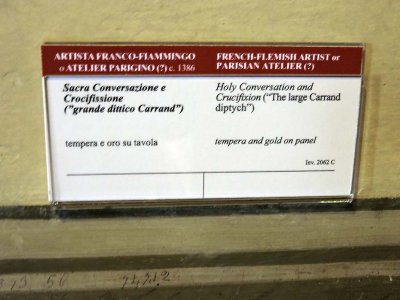 ARTISTA FRANCO-FIAMMINGO
o ATELIER PARIGINO (?) c. 1386
Sacra Conversazione e
Crocifissione
("grande dittico Carrand")
tempera e oro su tavola
FRENCH-FLEMISH ARTIST or
PARISIAN ATELIER (?)
Holy Conversation and
Crucifixion ("The large Carrand
diptych")
tempera and gold on panel
Inv. 2062 C